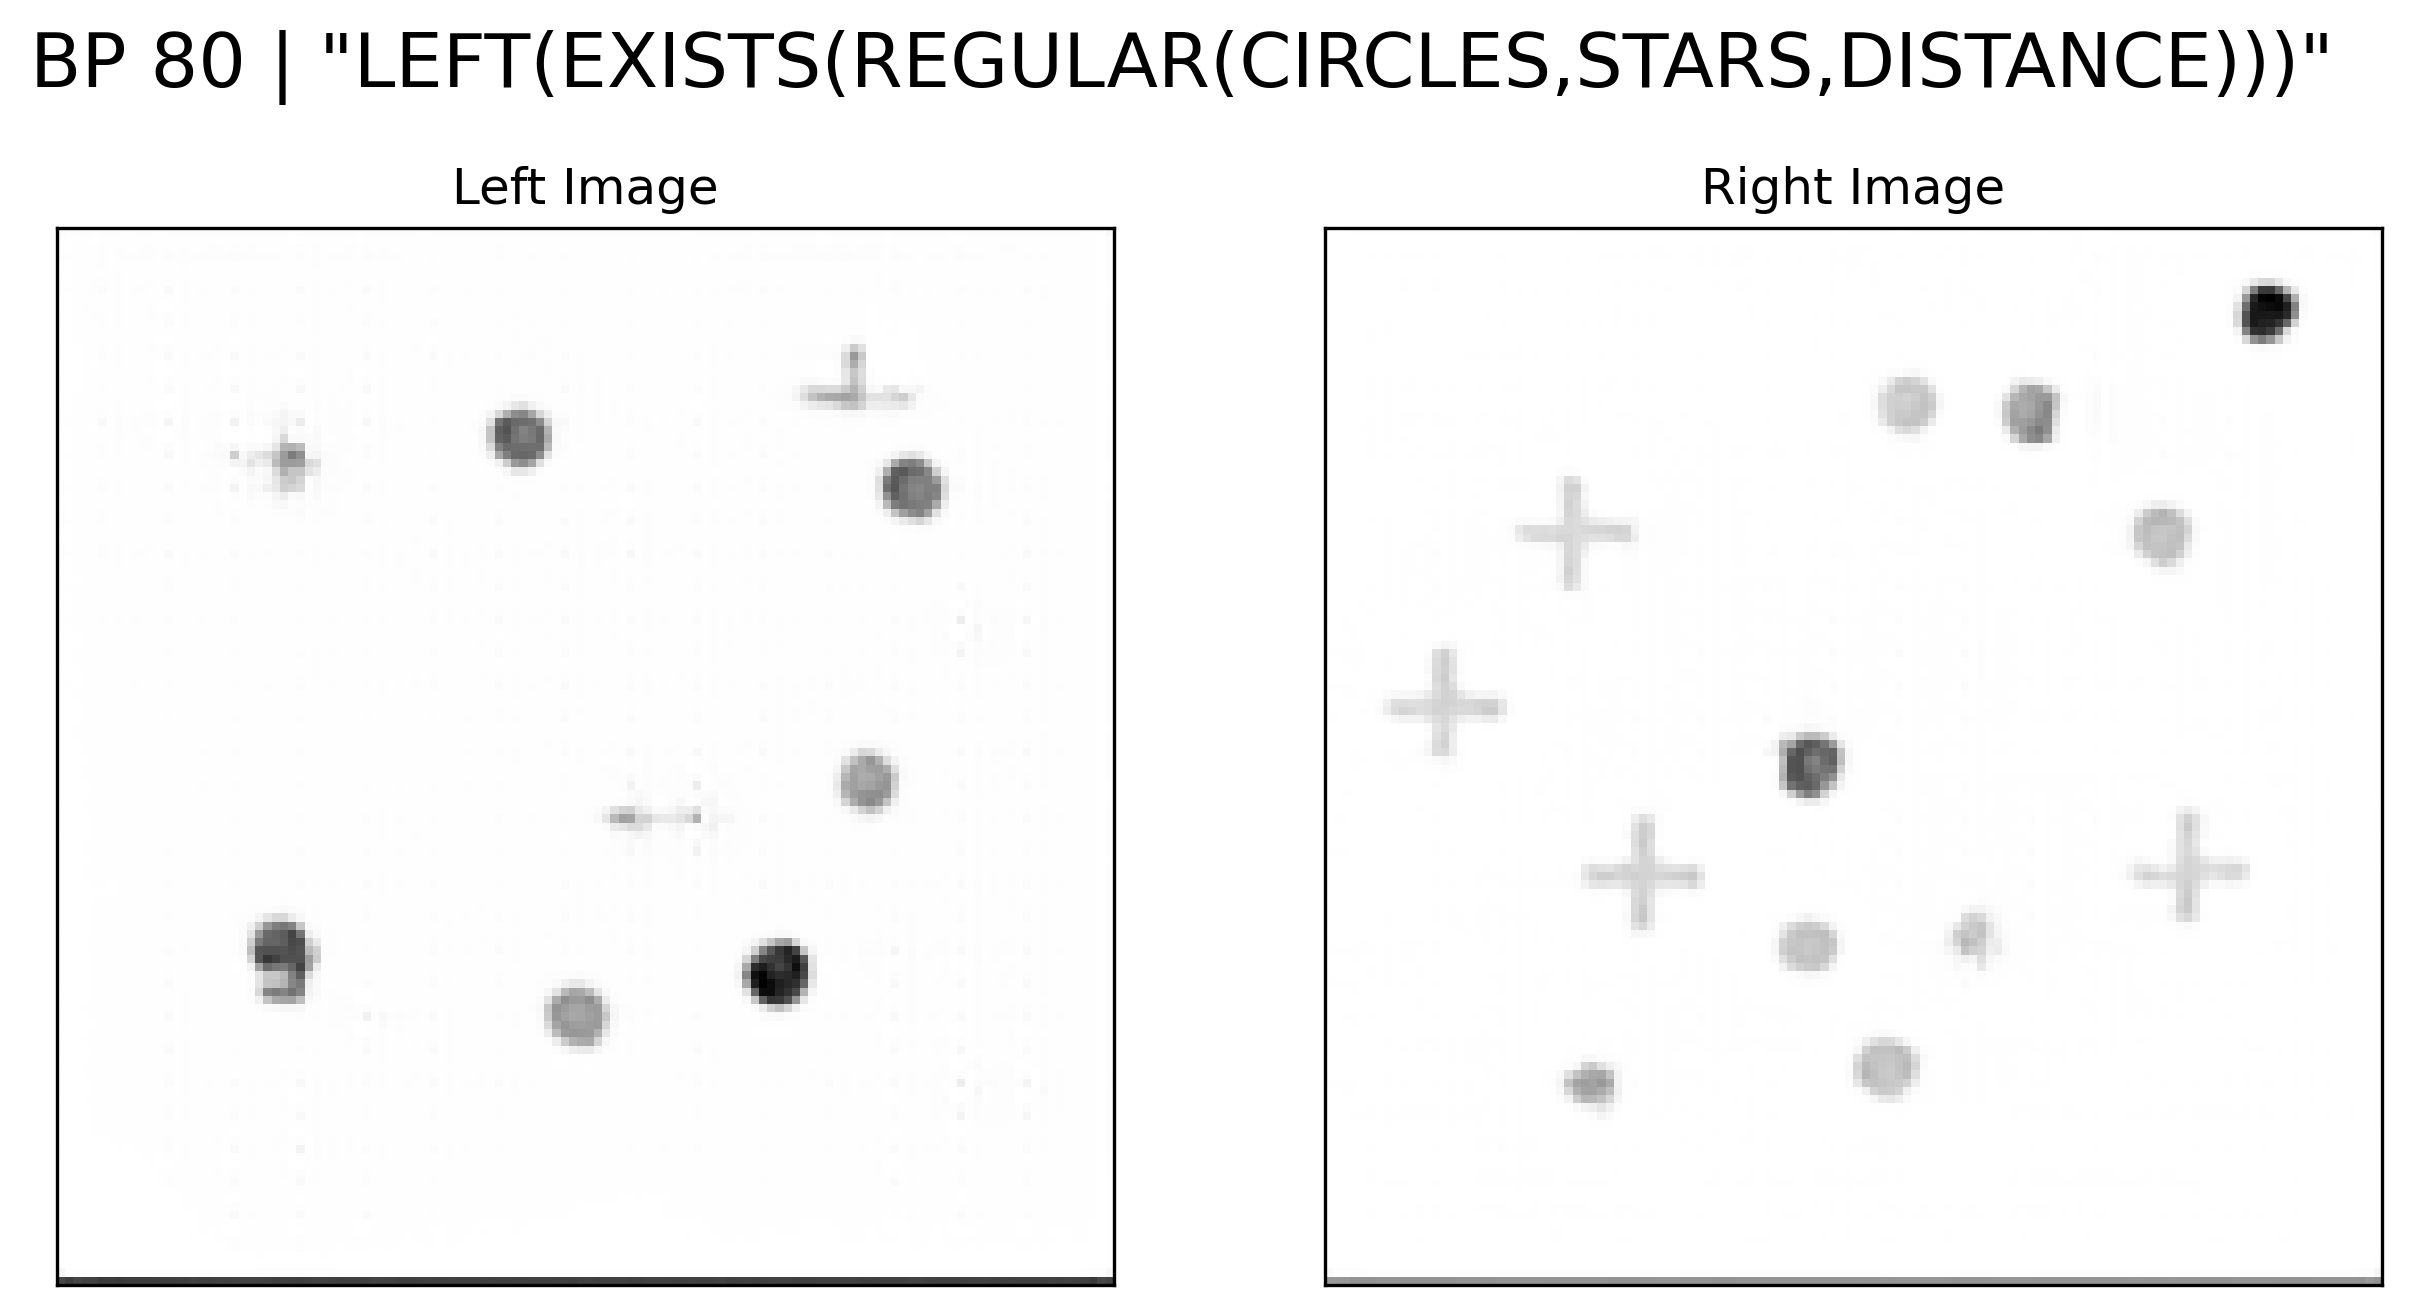 BP 80 | "LEFT(EXISTS(REGULAR(CIRCLES,STARS,DISTANCE)))"
Left Image
Right Image